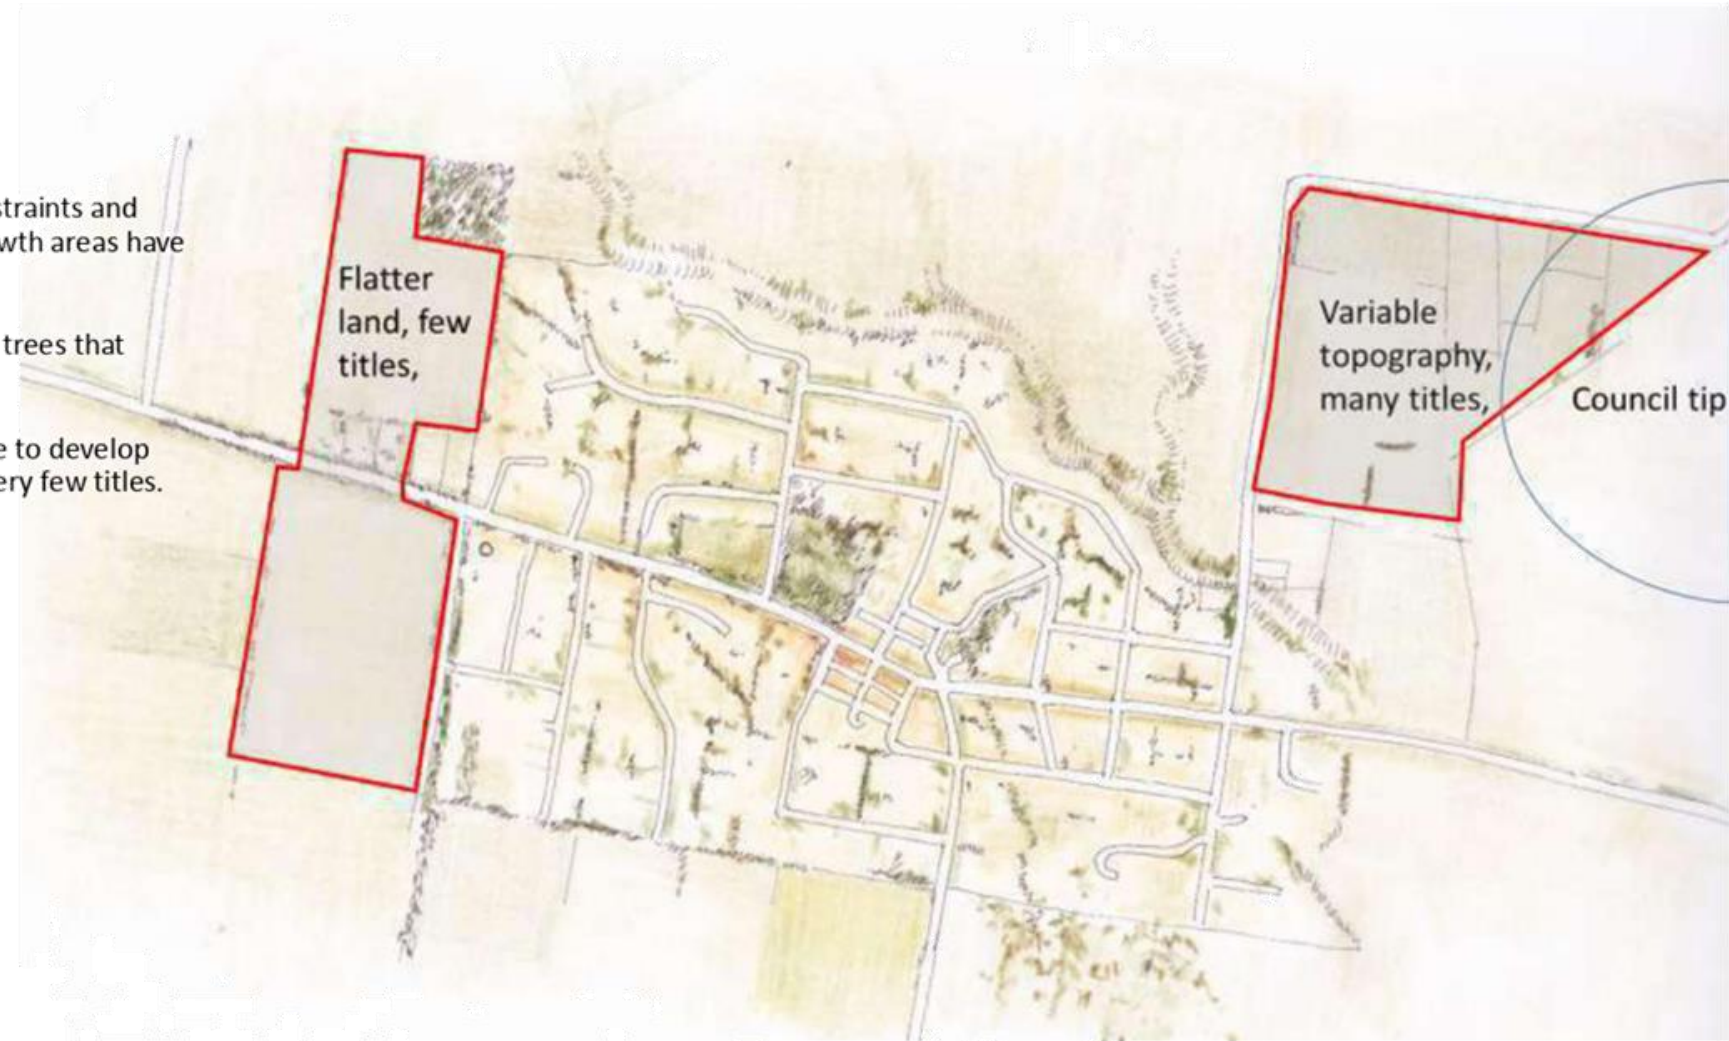 straints and
wth areas have
trees that
e to develop
ery few titles.
Flatter
land, few
titles,
Variable
topography,
many titles,
Council tip